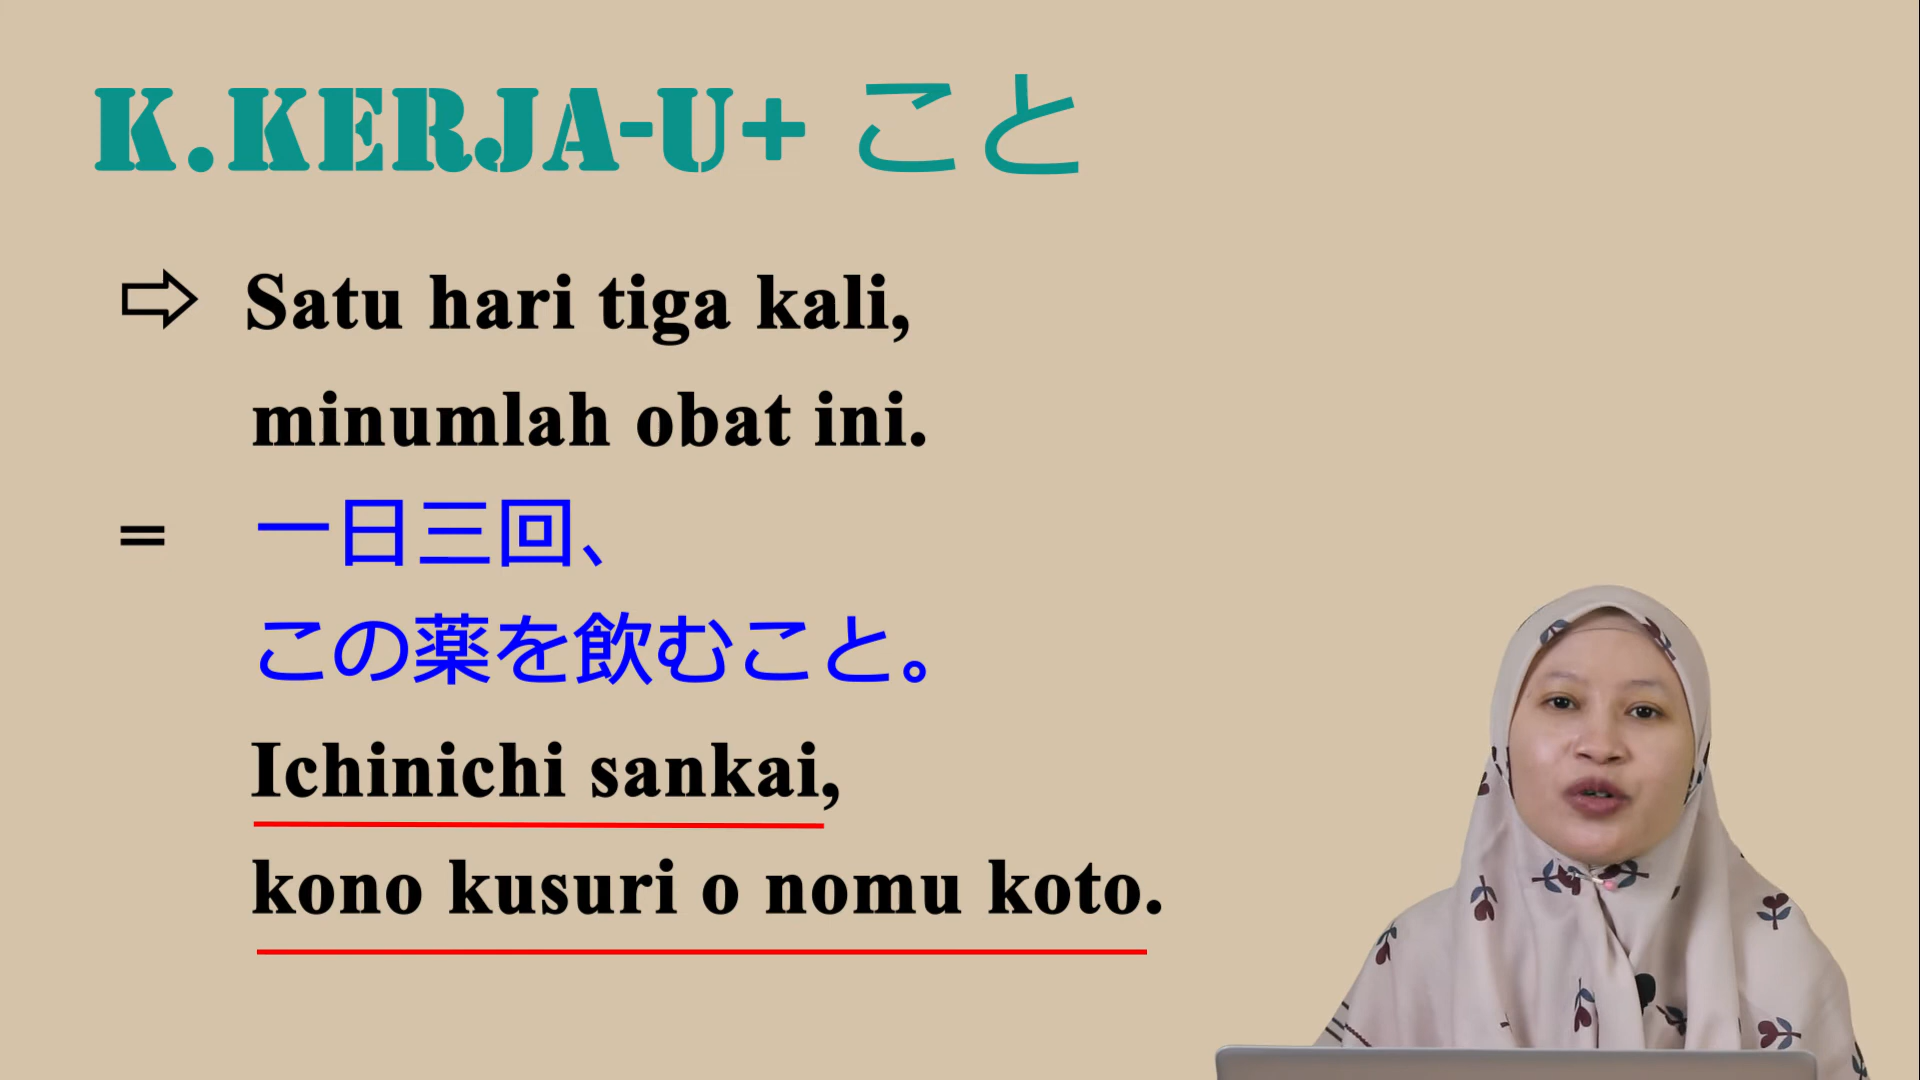 K.KERJA-U+ こと
⇨ Satu hari tiga kali,
minumlah obat ini.
= 一日三回、
この薬を飲むこと。
Ichinichi sankai,
kono kusuri o nomu koto.